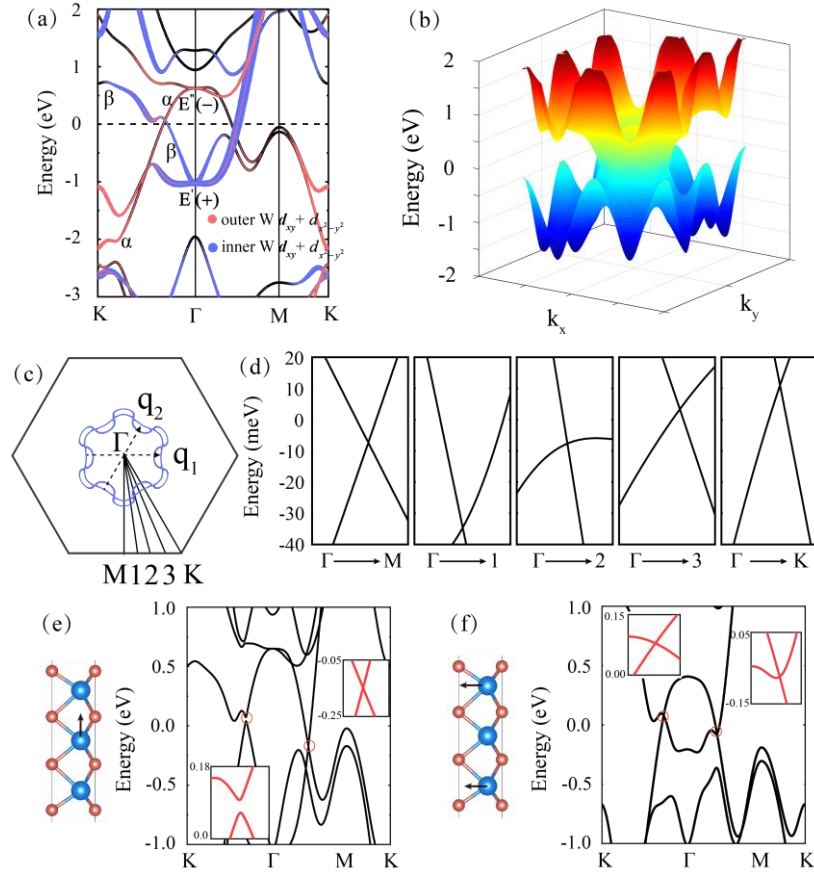 (a)
2
1
0
-1
-2
-3
Energy (eV)
β
α
E''(−)
β
E'(+)
α
outer W d_xy + d_x²−y²
inner W d_xy + d_x²−y²
K Γ M K
(b)
2
1
0
-1
-2
Energy (eV)
k_x
k_y
(c)
q_2
Γ
q_1
M123 K
(d)
20
10
0
-10
-20
-30
-40
Energy (meV)
Γ → M
Γ → 1
Γ → 2
Γ → 3
Γ → K
(e)
1.0
0.5
0.0
-0.5
-1.0
Energy (eV)
-0.05
-0.25
0.18
0.0
K Γ M K
(f)
1.0
0.5
0.0
-0.5
-1.0
Energy (eV)
0.15
0.00
0.05
-0.15
K Γ M K